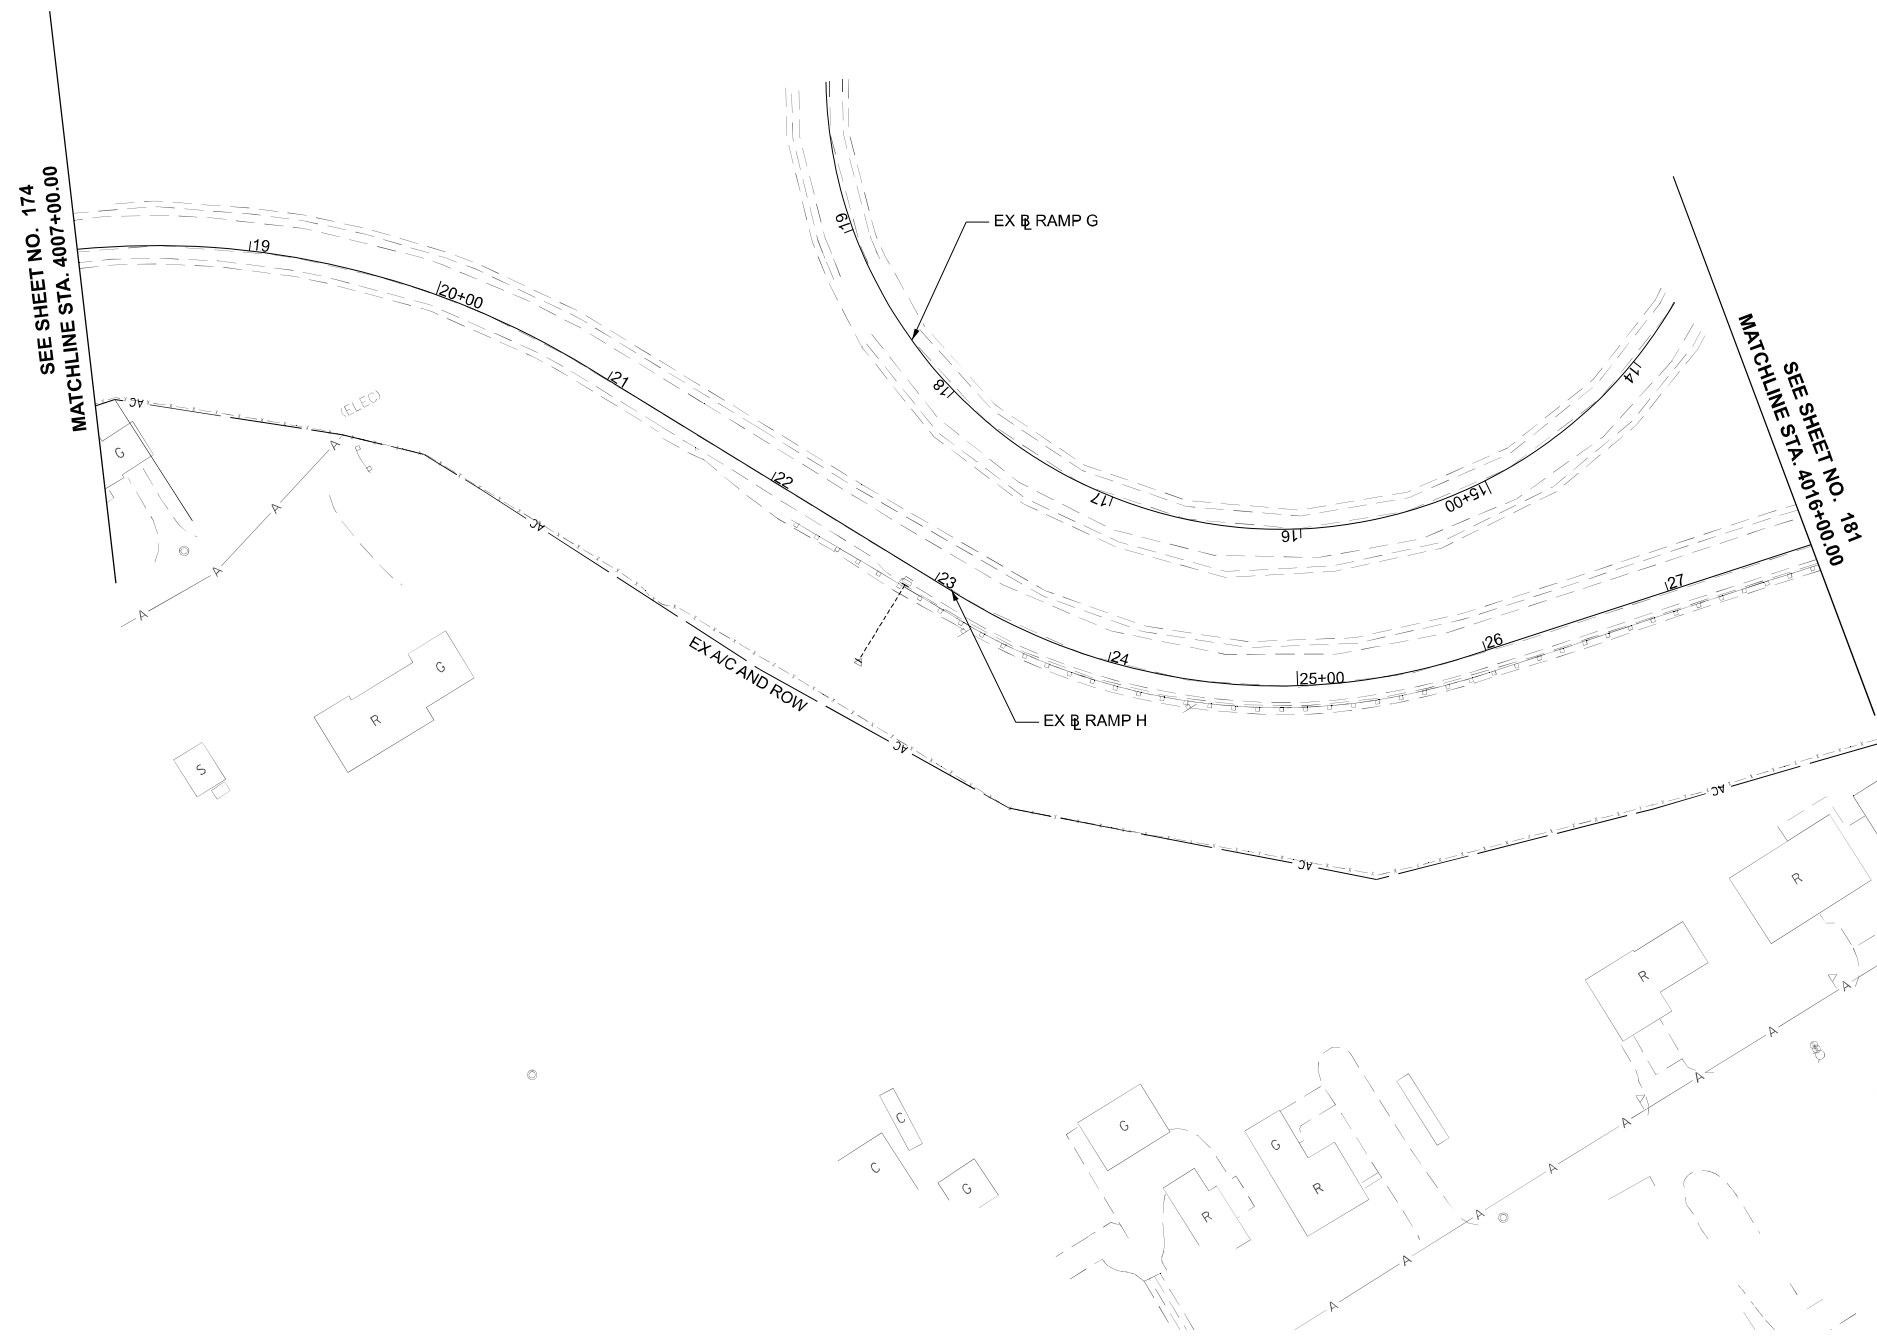 SEE SHEET NO. 174
MATCHLINE STA. 4007+00.00
19
20+00
21
22
23
24
25+00
26
27
19
18
17
16
15+00
14
EX BL RAMP G
EX BL RAMP H
EX A/C AND ROW
SEE SHEET NO. 181
MATCHLINE STA. 4016+00.00
(ELEC)
AC
AC
AC
AC
AC
G
A
A
A
A
P
P
G
R
S
R
R
C
C
G
G
R
G
R
A
A
A
A
A
A
A
A